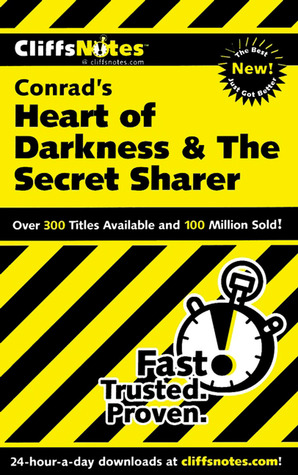 CliffsNotes™
@ cliffsnotes.com
The Best
Just Got Better
New!
Conrad's
Heart of
Darkness & The
Secret Sharer
Over 300 Titles Available and 100 Million Sold!
Fast.
Trusted.
Proven.
24-hour-a-day downloads at cliffsnotes.com!